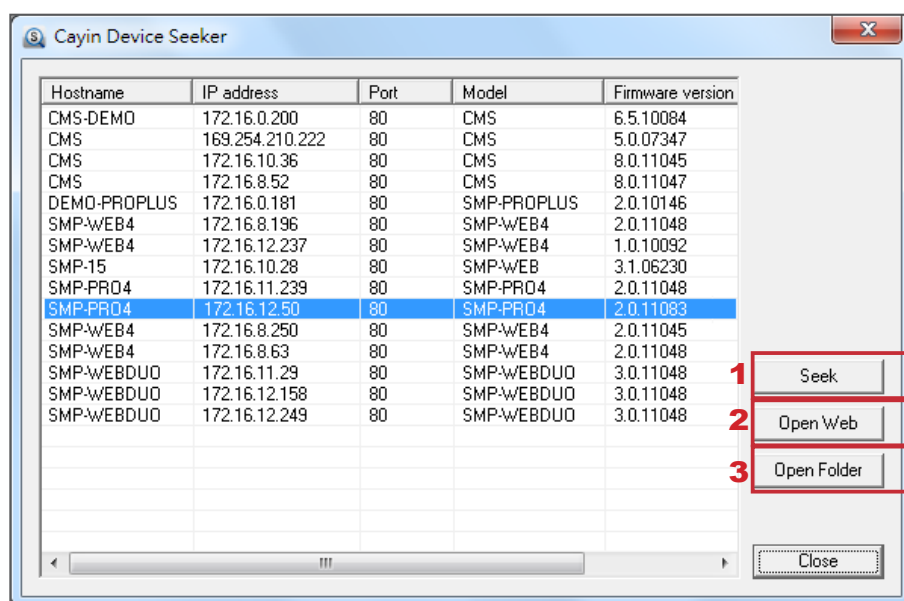 Cayin Device Seeker
Hostname IP address Port Model Firmware version
CMS-DEMO 172.16.0.200 80 CMS 6.5.10084
CMS 169.254.210.222 80 CMS 5.0.07347
CMS 172.16.10.36 80 CMS 8.0.11045
CMS 172.16.8.52 80 CMS 8.0.11047
DEMO-PROPLUS 172.16.0.181 80 SMP-PROPLUS 2.0.10146
SMP-WEB4 172.16.8.196 80 SMP-WEB4 2.0.11048
SMP-WEB4 172.16.12.237 80 SMP-WEB4 1.0.10092
SMP-15 172.16.10.28 80 SMP-WEB 3.1.06230
SMP-PRO4 172.16.11.239 80 SMP-PRO4 2.0.11048
SMP-PRO4 172.16.12.50 80 SMP-PRO4 2.0.11083
SMP-WEB4 172.16.8.250 80 SMP-WEB4 2.0.11045
SMP-WEB4 172.16.8.63 80 SMP-WEB4 2.0.11048
SMP-WEBDUO 172.16.11.29 80 SMP-WEBDUO 3.0.11048
SMP-WEBDUO 172.16.12.158 80 SMP-WEBDUO 3.0.11048
SMP-WEBDUO 172.16.12.249 80 SMP-WEBDUO 3.0.11048
1 Seek
2 Open Web
3 Open Folder
Close